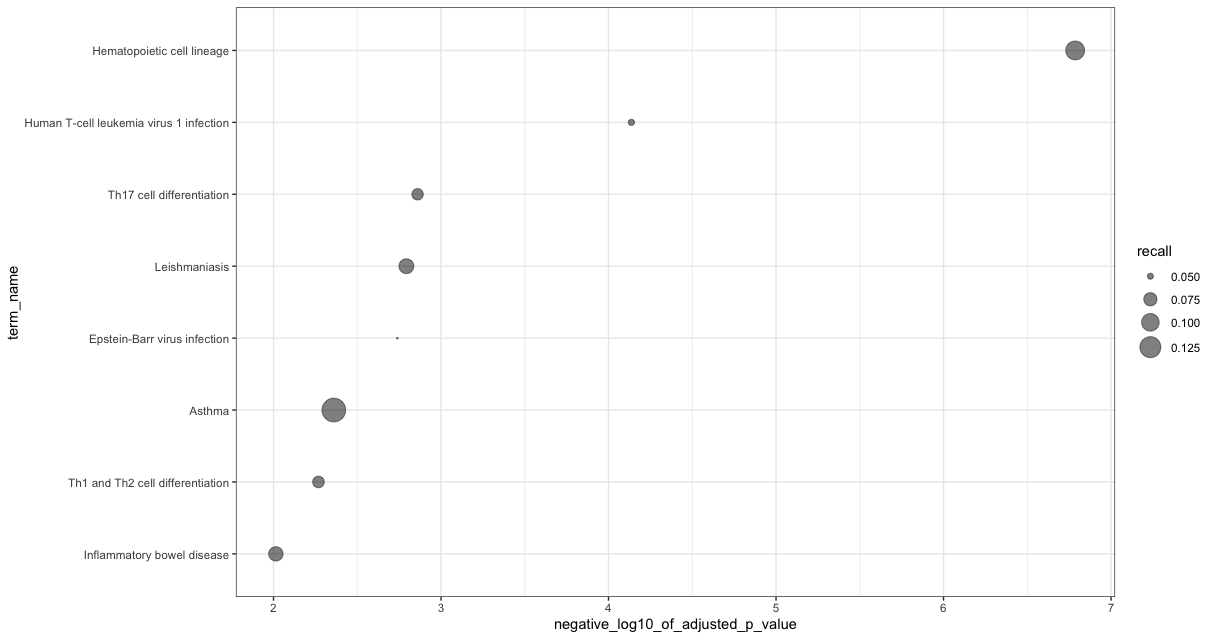 Hematopoietic cell lineage
Human T-cell leukemia virus 1 infection
Th17 cell differentiation
Leishmaniasis
Epstein-Barr virus infection
Asthma
Th1 and Th2 cell differentiation
Inflammatory bowel disease
term_name
2 3 4 5 6 7
negative_log10_of_adjusted_p_value
recall
0.050
0.075
0.100
0.125